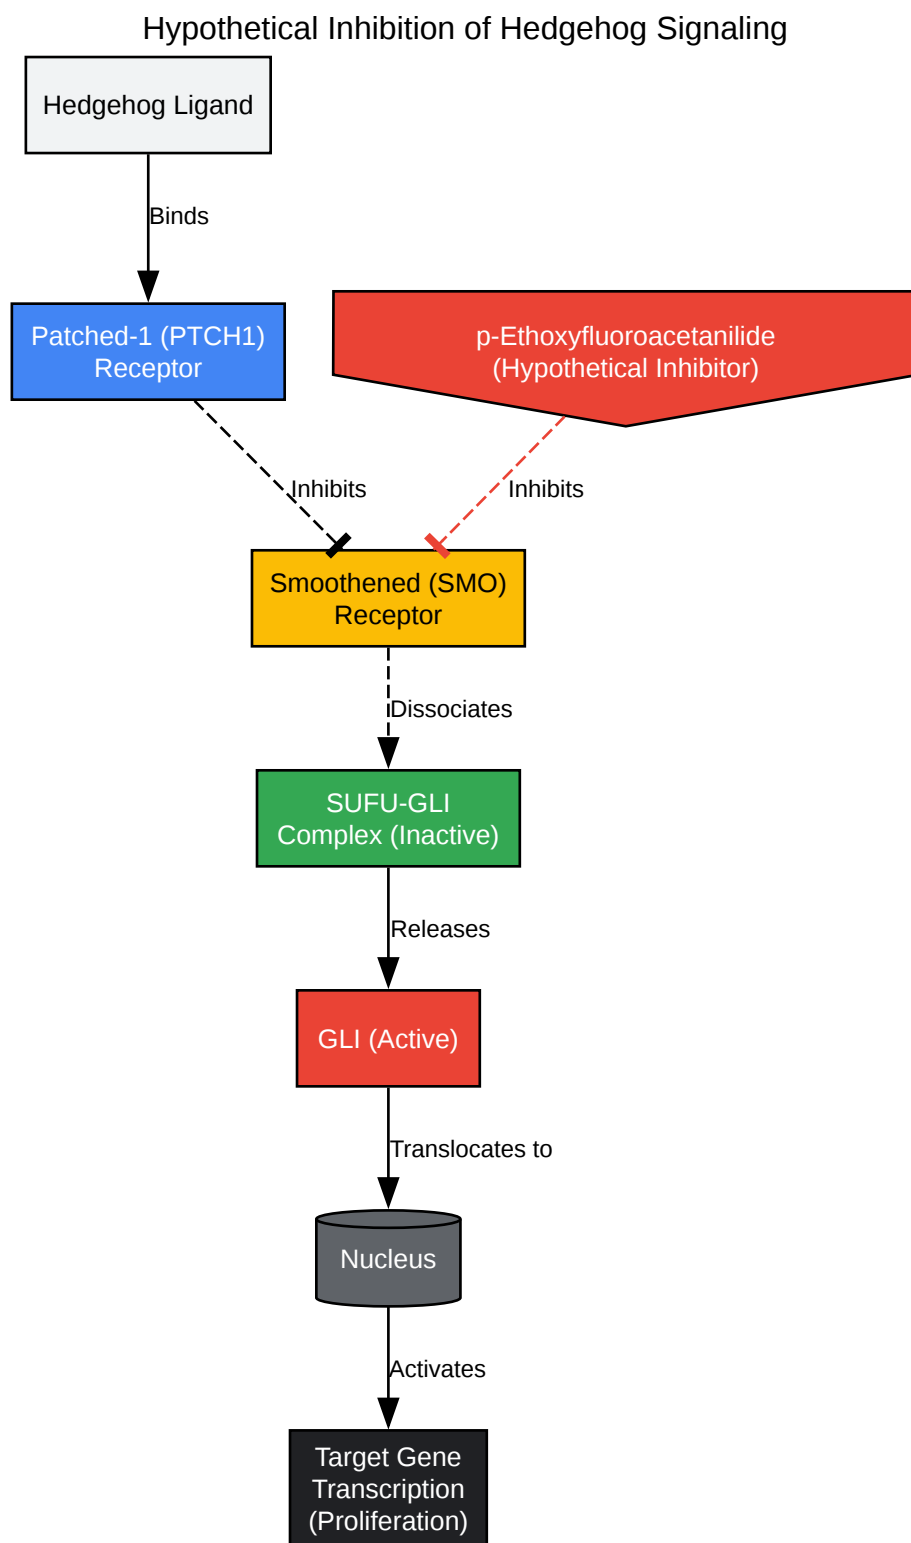 Hypothetical Inhibition of Hedgehog Signaling
Hedgehog Ligand
Binds
Patched-1 (PTCH1)
Receptor
p-Ethoxyfluoroacetanilide
(Hypothetical Inhibitor)
Inhibits
Inhibits
Smoothened (SMO)
Receptor
Dissociates
SUFU-GLI
Complex (Inactive)
Releases
GLI (Active)
Translocates to
Nucleus
Activates
Target Gene
Transcription
(Proliferation)